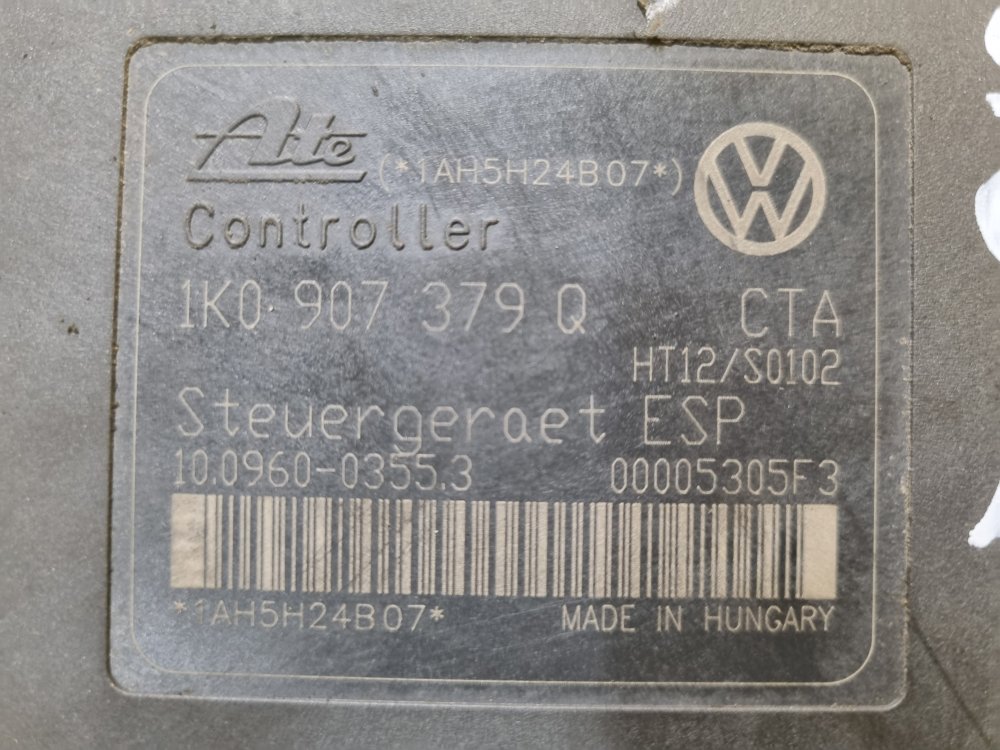 Ate (*1AH5H24B07*)
Controller
1K0 907 379 Q CTA
HT12/S0102
Steuergeraet ESP
10.0960-0355.3 00005305F3
*1AH5H24B07* MADE IN HUNGARY